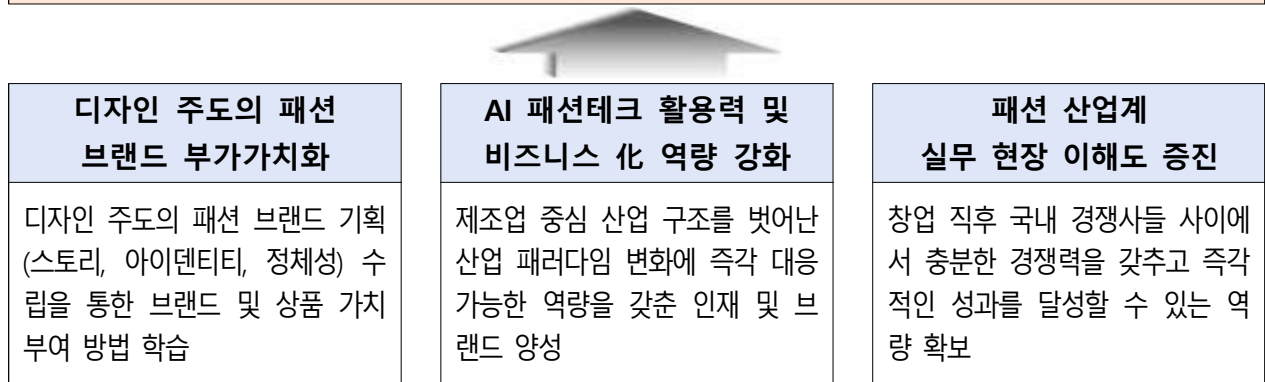 디자인 주도의 패션
브랜드 부가가치화
디자인 주도의 패션 브랜드 기획
(스토리, 아이덴티티, 정체성) 수
립을 통한 브랜드 및 상품 가치
부여 방법 학습
AI 패션테크 활용력 및
비즈니스 化 역량 강화
제조업 중심 산업 구조를 벗어난
산업 패러다임 변화에 즉각 대응
가능한 역량을 갖춘 인재 및 브
랜드 양성
패션 산업계
실무 현장 이해도 증진
창업 직후 국내 경쟁사들 사이에
서 충분한 경쟁력을 갖추고 즉각
적인 성과를 달성할 수 있는 역
량 확보